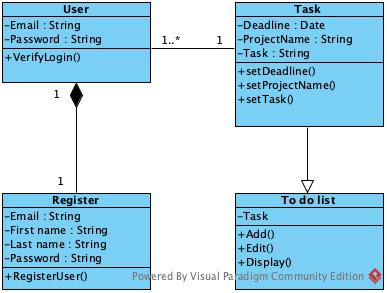 User
-Email : String
-Password : String
+VerifyLogin()
1..*
1
Task
-Deadline : Date
-ProjectName : String
-Task : String
+setDeadline()
+setProjectName()
+setTask()
1
1
Register
-Email : String
-First name : String
-Last name : String
-Password : String
+RegisterUser()
To do list
-Task
+Add()
+Edit()
+Display()
Powered By Visual Paradigm Community Edition